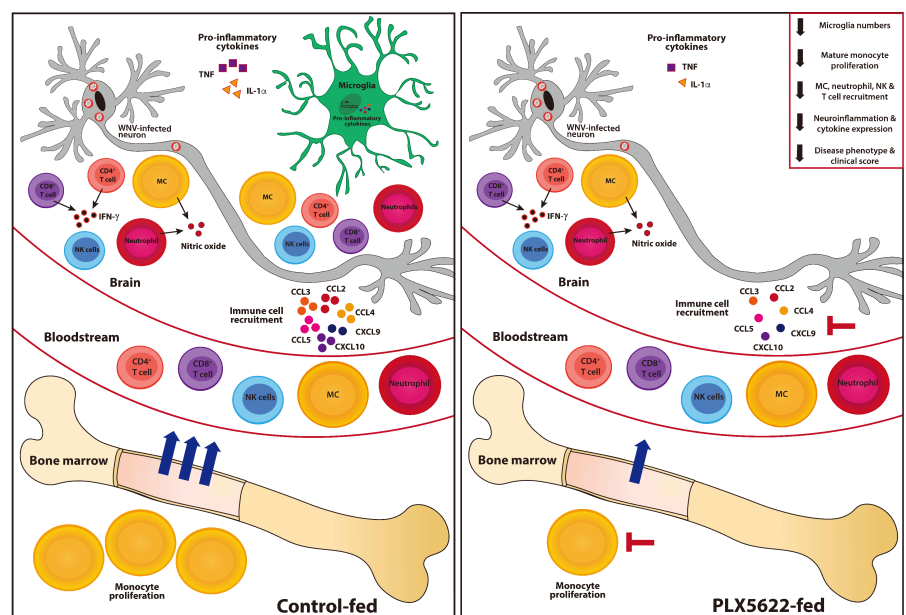 Pro-inflammatory
cytokines
TNF
IL-1α
Microglia
Pro-inflammatory
cytokines
WNV-infected
neuron
CD8⁺
T cell
CD4⁺
T cell
MC
IFN-γ
NK cells
Neutrophil
Nitric oxide
MC
CD4⁺
T cell
Neutrophils
NK cells
CD8⁺
T cell
Brain
Immune cell
recruitment
CCL3
CCL2
CCL4
CXCL9
CCL5
CXCL10
Bloodstream
CD4⁺
T cell
CD8⁺
T cell
NK cells
MC
Neutrophil
Bone marrow
Monocyte
proliferation
Control-fed
Pro-inflammatory
cytokines
TNF
IL-1α
Microglia numbers
Mature monocyte
proliferation
MC, neutrophil, NK &
T cell recruitment
Neuroinflammation &
cytokine expression
Disease phenotype &
clinical score
WNV-infected
neuron
CD8⁺
T cell
CD4⁺
T cell
MC
IFN-γ
NK cells
Neutrophil
Nitric oxide
Brain
Immune cell
recruitment
CCL3
CCL2
CCL4
CCL5
CXCL9
CXCL10
Bloodstream
CD4⁺
T cell
CD8⁺
T cell
NK cells
MC
Neutrophil
Bone marrow
Monocyte
proliferation
PLX5622-fed